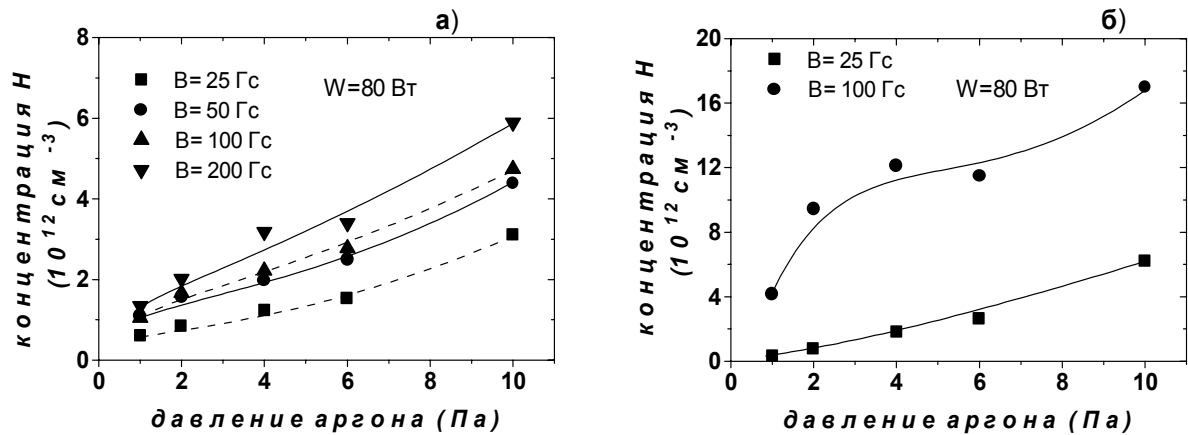 а)
концентрация Н
(10^12 см^-3)
8
6
4
2
0
B= 25 Гс
B= 50 Гс
B= 100 Гс
B= 200 Гс
W=80 Вт
0 2 4 6 8 10
давление аргона (Па)
б)
концентрация Н
(10^12 см^-3)
20
16
12
8
4
0
B= 25 Гс
B= 100 Гс
W=80 Вт
0 2 4 6 8 10
давление аргона (Па)